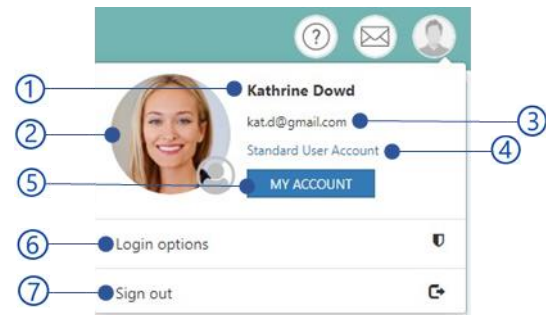 ?
1 Kathrine Dowd
2
kat.d@gmail.com 3
Standard User Account 4
5 MY ACCOUNT
6 Login options
7 Sign out